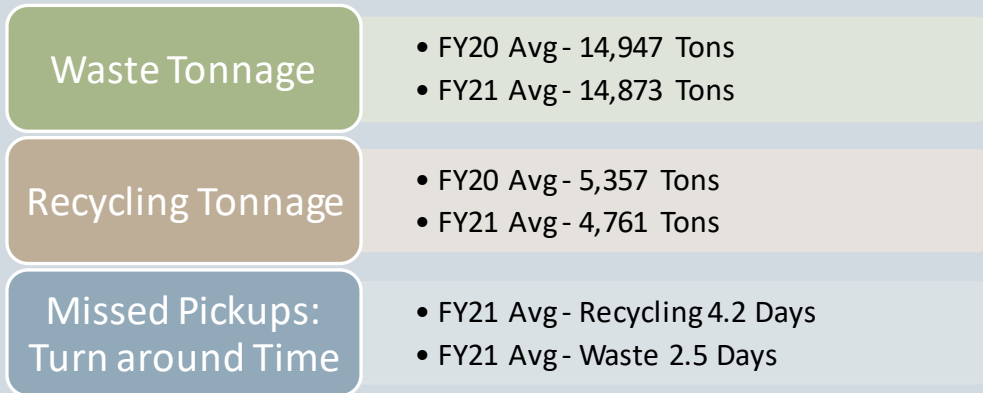 Waste Tonnage
• FY20 Avg - 14,947 Tons
• FY21 Avg - 14,873 Tons
Recycling Tonnage
• FY20 Avg - 5,357 Tons
• FY21 Avg - 4,761 Tons
Missed Pickups:
Turn around Time
• FY21 Avg - Recycling 4.2 Days
• FY21 Avg - Waste 2.5 Days